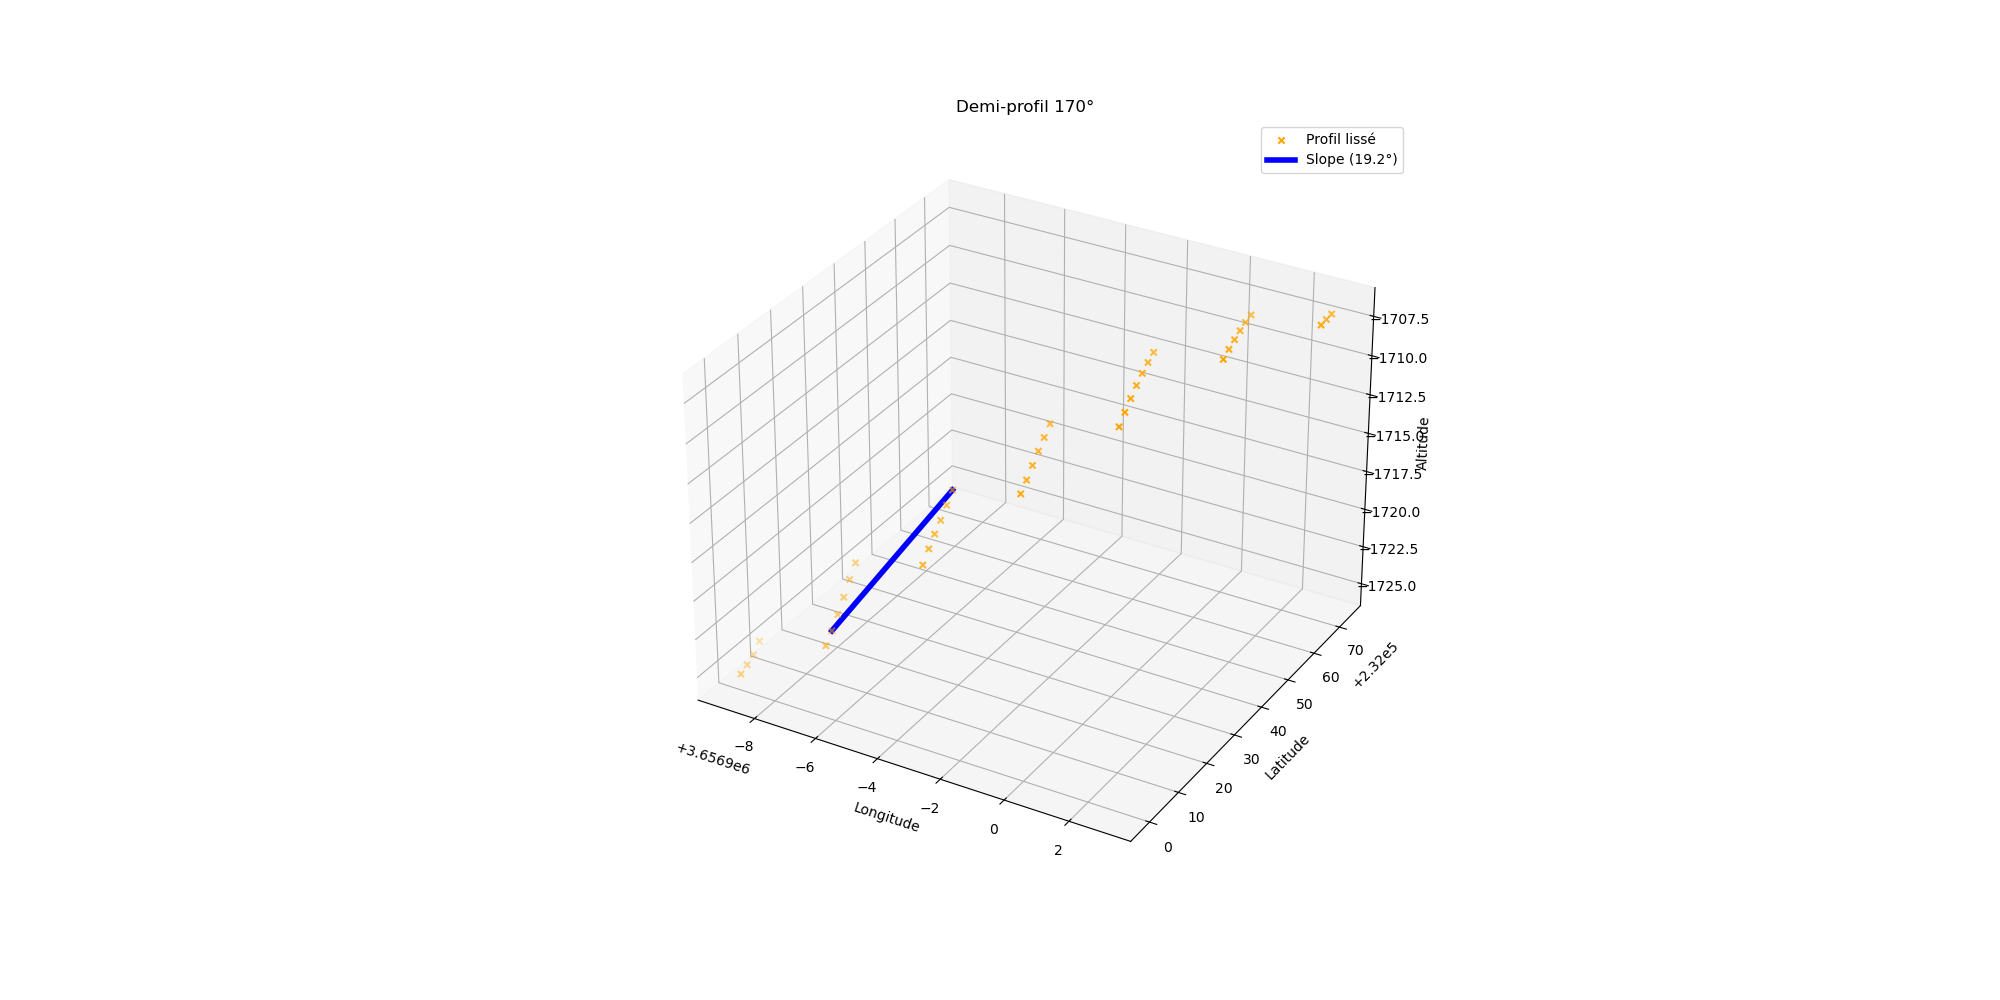 Demi-profil 170°
Profil lissé
Slope (19.2°)
−1707.5
−1710.0
−1712.5
−1715.0
−1717.5
−1720.0
−1722.5
−1725.0
Altitude
70
60
50
40
30
20
10
0
+2.32e5
Latitude
−8
−6
−4
−2
0
2
+3.6569e6
Longitude